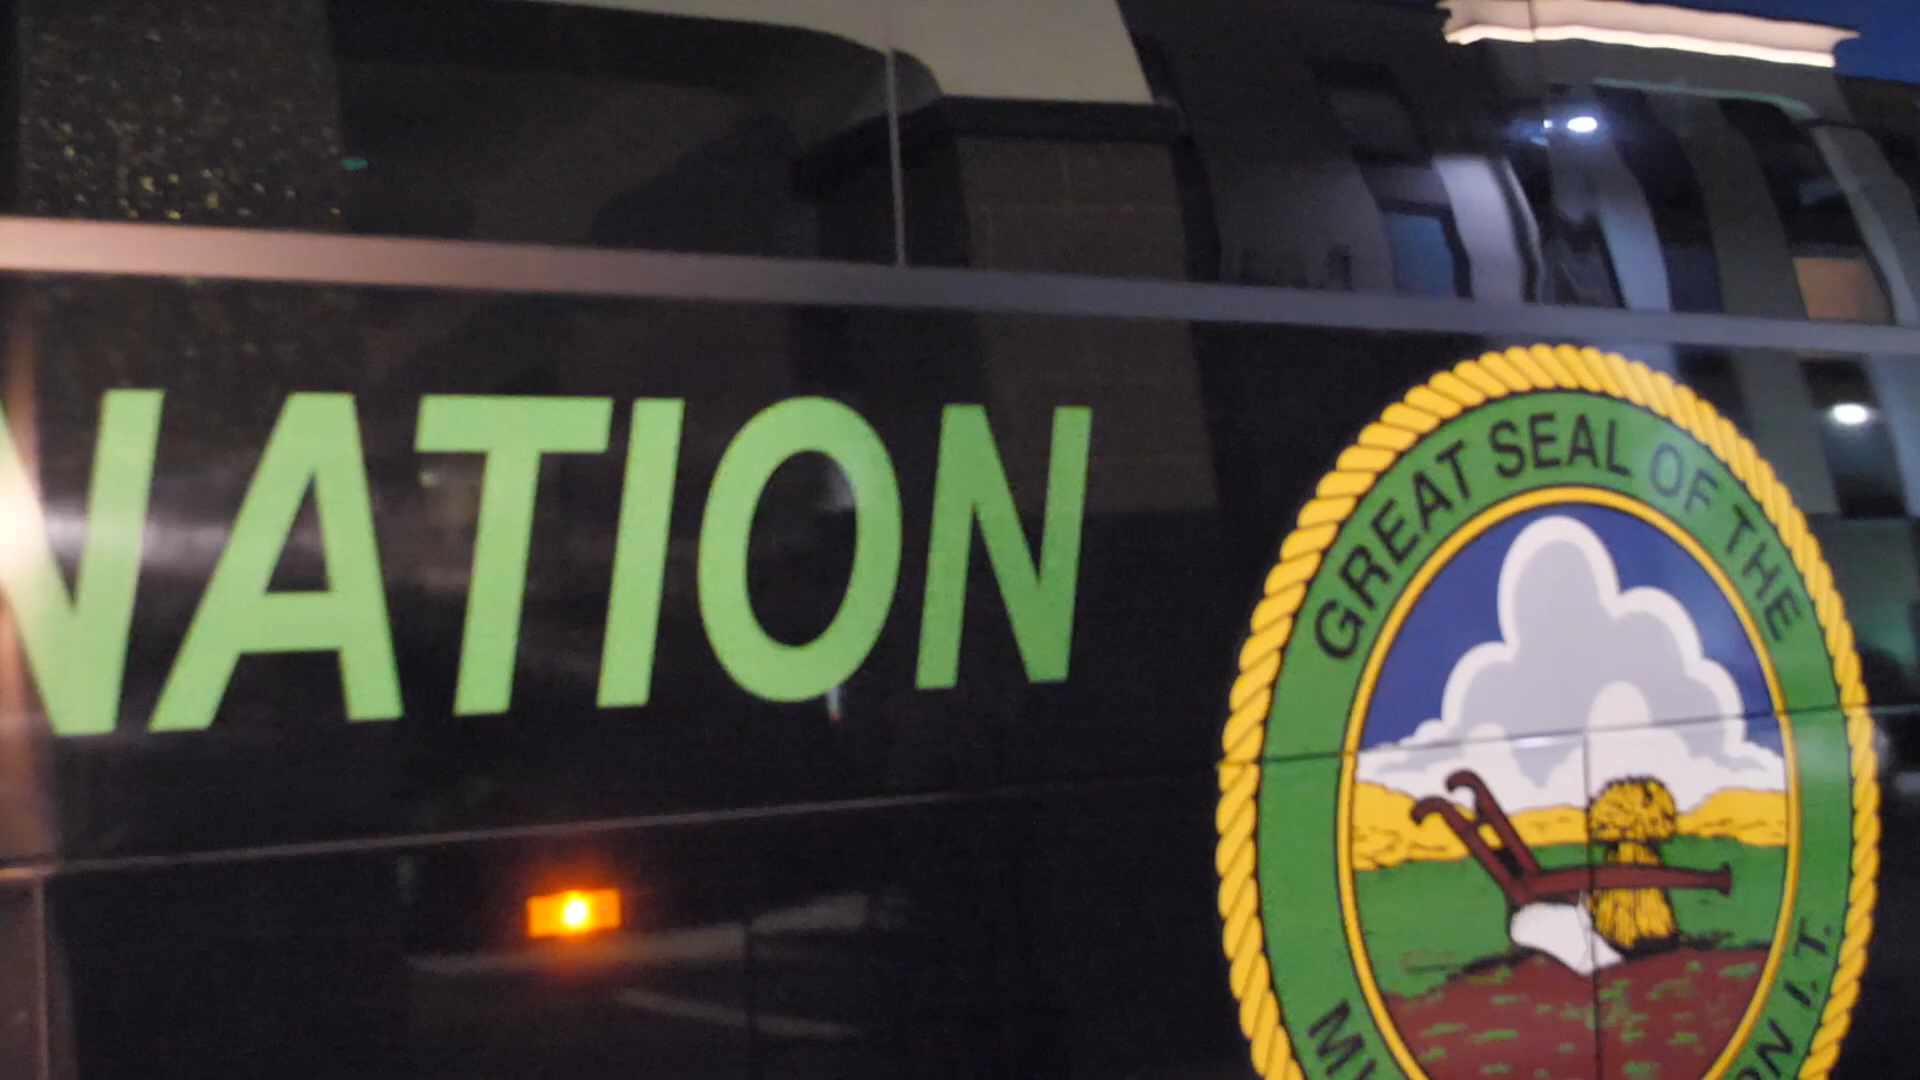 NATION
GREAT SEAL OF THE
I.T.